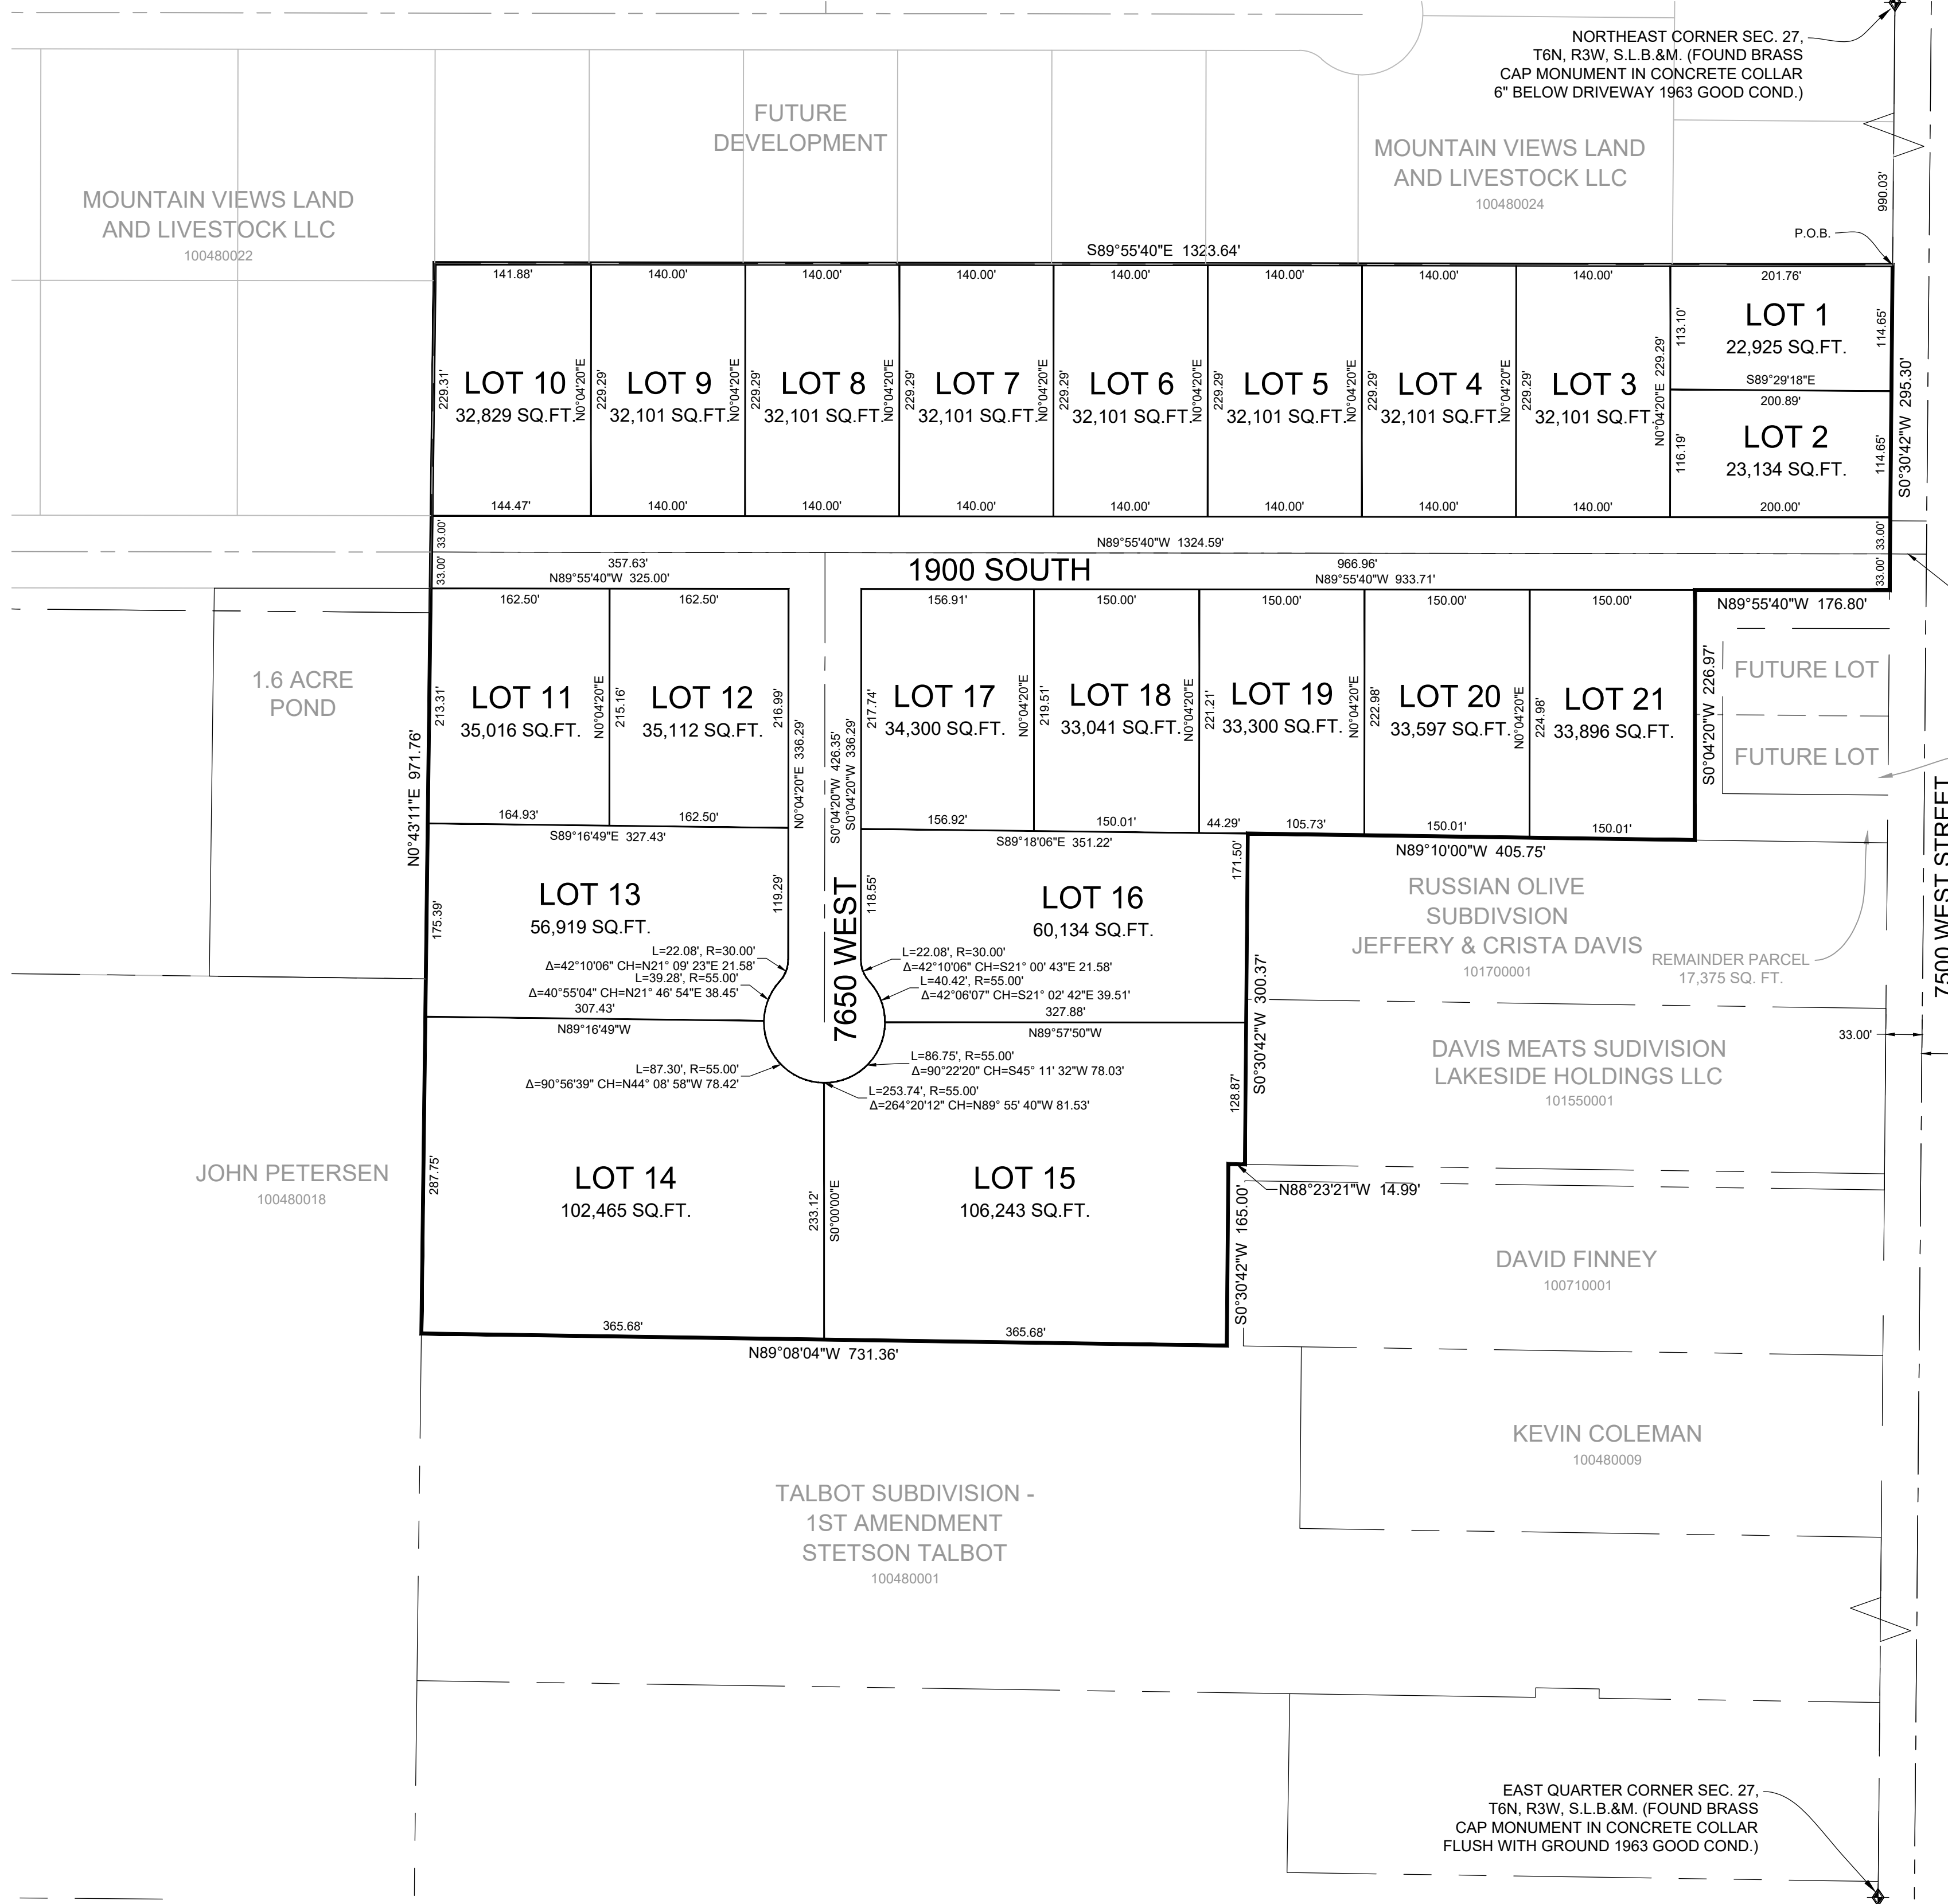 NORTHEAST CORNER SEC. 27,
T6N, R3W, S.L.B.&M. (FOUND BRASS
CAP MONUMENT IN CONCRETE COLLAR
6" BELOW DRIVEWAY 1963 GOOD COND.)
FUTURE
DEVELOPMENT
MOUNTAIN VIEWS LAND
AND LIVESTOCK LLC
100480024
MOUNTAIN VIEWS LAND
AND LIVESTOCK LLC
100480022
990.03'
P.O.B.
S89°55'40"E 1323.64'
141.88'
140.00'
140.00'
140.00'
140.00'
140.00'
140.00'
140.00'
201.76'
LOT 1
22,925 SQ.FT.
113.10'
114.65'
S89°29'18"E
200.89'
LOT 2
23,134 SQ.FT.
116.19'
114.65'
200.00'
S0°30'42"W 295.30'
229.31'
LOT 10
32,829 SQ.FT.
N0°04'20"E
229.29'
LOT 9
32,101 SQ.FT.
N0°04'20"E
229.29'
LOT 8
32,101 SQ.FT.
N0°04'20"E
229.29'
LOT 7
32,101 SQ.FT.
N0°04'20"E
229.29'
LOT 6
32,101 SQ.FT.
N0°04'20"E
229.29'
LOT 5
32,101 SQ.FT.
N0°04'20"E
229.29'
LOT 4
32,101 SQ.FT.
N0°04'20"E
229.29'
LOT 3
32,101 SQ.FT.
N0°04'20"E 229.29'
144.47'
140.00'
140.00'
140.00'
140.00'
140.00'
140.00'
140.00'
33.00'
33.00'
N89°55'40"W 1324.59'
33.00'
33.00'
357.63'
N89°55'40"W 325.00'
1900 SOUTH
966.96'
N89°55'40"W 933.71'
162.50'
162.50'
156.91'
150.00'
150.00'
150.00'
150.00'
N89°55'40"W 176.80'
1.6 ACRE
POND
213.31'
LOT 11
35,016 SQ.FT.
N0°04'20"E
215.16'
LOT 12
35,112 SQ.FT.
216.99'
N0°04'20"E 336.29'
S0°04'20"W 426.35'
S0°04'20"W 336.29'
217.74'
LOT 17
34,300 SQ.FT.
N0°04'20"E
219.51'
LOT 18
33,041 SQ.FT.
N0°04'20"E
221.21'
LOT 19
33,300 SQ.FT.
N0°04'20"E
222.98'
LOT 20
33,597 SQ.FT.
N0°04'20"E
224.98'
LOT 21
33,896 SQ.FT.
S0°04'20"W 226.97'
FUTURE LOT
FUTURE LOT
N0°43'11"E 971.76'
7500 WEST STREET
164.93'
162.50'
156.92'
150.01'
44.29'
105.73'
150.01'
150.01'
S89°16'49"E 327.43'
S89°18'06"E 351.22'
N89°10'00"W 405.75'
175.39'
LOT 13
56,919 SQ.FT.
119.29'
7650 WEST
118.55'
LOT 16
60,134 SQ.FT.
171.50'
RUSSIAN OLIVE
SUBDIVSION
JEFFERY & CRISTA DAVIS
101700001
REMAINDER PARCEL
17,375 SQ. FT.
L=22.08', R=30.00'
Δ=42°10'06" CH=N21° 09' 23"E 21.58'
L=39.28', R=55.00'
Δ=40°55'04" CH=N21° 46' 54"E 38.45'
307.43'
N89°16'49"W
L=22.08', R=30.00'
Δ=42°10'06" CH=S21° 00' 43"E 21.58'
L=40.42', R=55.00'
Δ=42°06'07" CH=S21° 02' 42"E 39.51'
327.88'
N89°57'50"W
S0°30'42"W 300.37'
33.00'
L=87.30', R=55.00'
Δ=90°56'39" CH=N44° 08' 58"W 78.42'
L=86.75', R=55.00'
Δ=90°22'20" CH=S45° 11' 32"W 78.03'
L=253.74', R=55.00'
Δ=264°20'12" CH=N89° 55' 40"W 81.53'
128.87'
DAVIS MEATS SUDIVISION
LAKESIDE HOLDINGS LLC
101550001
JOHN PETERSEN
100480018
287.75'
LOT 14
102,465 SQ.FT.
233.12'
S0°00'00"E
LOT 15
106,243 SQ.FT.
S0°30'42"W 165.00'
N88°23'21"W 14.99'
DAVID FINNEY
100710001
365.68'
365.68'
N89°08'04"W 731.36'
KEVIN COLEMAN
100480009
TALBOT SUBDIVISION -
1ST AMENDMENT
STETSON TALBOT
100480001
EAST QUARTER CORNER SEC. 27,
T6N, R3W, S.L.B.&M. (FOUND BRASS
CAP MONUMENT IN CONCRETE COLLAR
FLUSH WITH GROUND 1963 GOOD COND.)